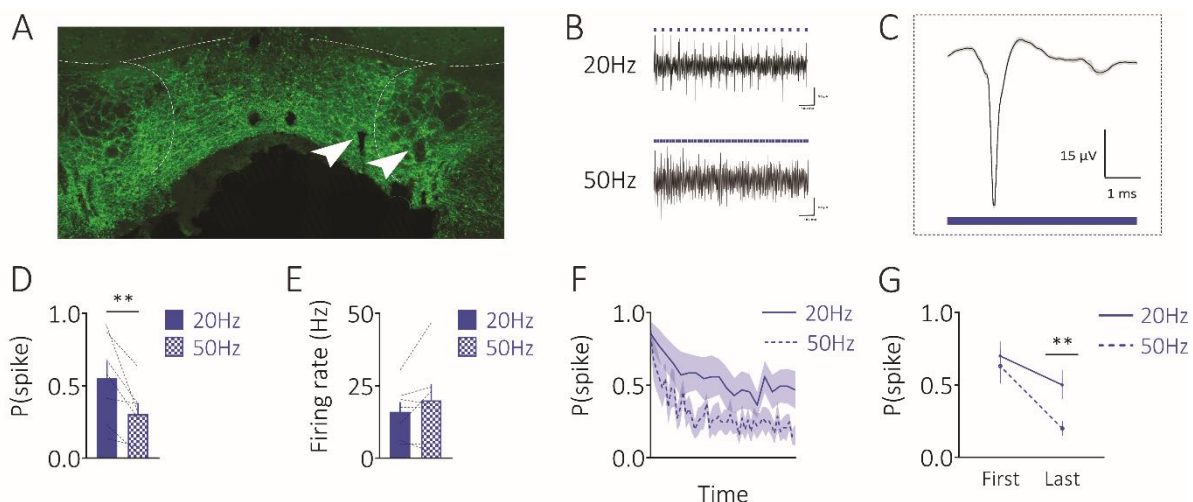 A
B
20Hz
50Hz
C
15 µV
1 ms
D
P(spike)
1.0
0.5
0.0
**
20Hz
50Hz
E
Firing rate (Hz)
50
25
0
20Hz
50Hz
F
P(spike)
1.0
0.5
0.0
20Hz
50Hz
Time
G
P(spike)
1.0
0.5
0.0
20Hz
50Hz
**
First
Last